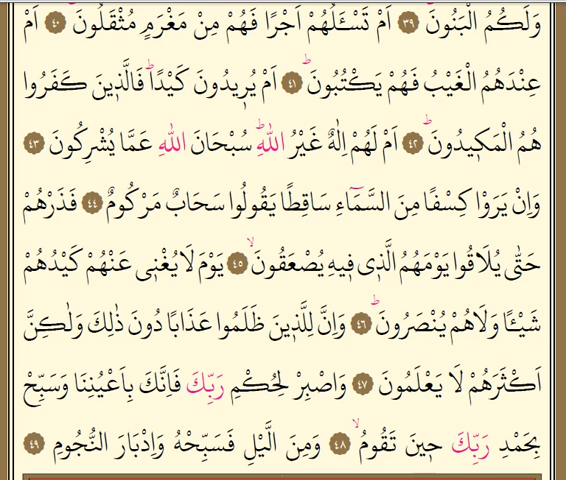 وَلَكُمُ الْبَنُونَ ﴿٣٩﴾ اَمْ تَسْـَٔلُهُمْ اَجْرًا فَهُمْ مِنْ مَغْرَمٍ مُثْقَلُونَ ﴿٤٠﴾ اَمْ
عِنْدَهُمُ الْغَيْبُ فَهُمْ يَكْتُبُونَۜ ﴿٤١﴾ اَمْ يُر۪يدُونَ كَيْدًاۜ فَالَّذ۪ينَ كَفَرُوا
هُمُ الْمَك۪يدُونَۜ ﴿٤٢﴾ اَمْ لَهُمْ اِلٰهٌ غَيْرُ اللّٰهِۜ سُبْحَانَ اللّٰهِ عَمَّا يُشْرِكُونَ ﴿٤٣﴾
وَاِنْ يَرَوْا كِسْفًا مِنَ السَّمَٓاءِ سَاقِطًا يَقُولُوا سَحَابٌ مَرْكُومٌ ﴿٤٤﴾ فَذَرْهُمْ
حَتّٰى يُلَاقُوا يَوْمَهُمُ الَّذ۪ي ف۪يهِ يُصْعَقُونَۙ ﴿٤٥﴾ يَوْمَ لَا يُغْن۪ي عَنْهُمْ كَيْدُهُمْ
شَيْـًٔا وَلَا هُمْ يُنْصَرُونَۜ ﴿٤٦﴾ وَاِنَّ لِلَّذ۪ينَ ظَلَمُوا عَذَابًا دُونَ ذٰلِكَ وَلٰكِنَّ
اَكْثَرَهُمْ لَا يَعْلَمُونَ ﴿٤٧﴾ وَاصْبِرْ لِحُكْمِ رَبِّكَ فَاِنَّكَ بِاَعْيُنِنَا وَسَبِّحْ
بِحَمْدِ رَبِّكَ ح۪ينَ تَقُومُۙ ﴿٤٨﴾ وَمِنَ الَّيْلِ فَسَبِّحْهُ وَاِدْبَارَ النُّجُومِ ﴿٤٩﴾